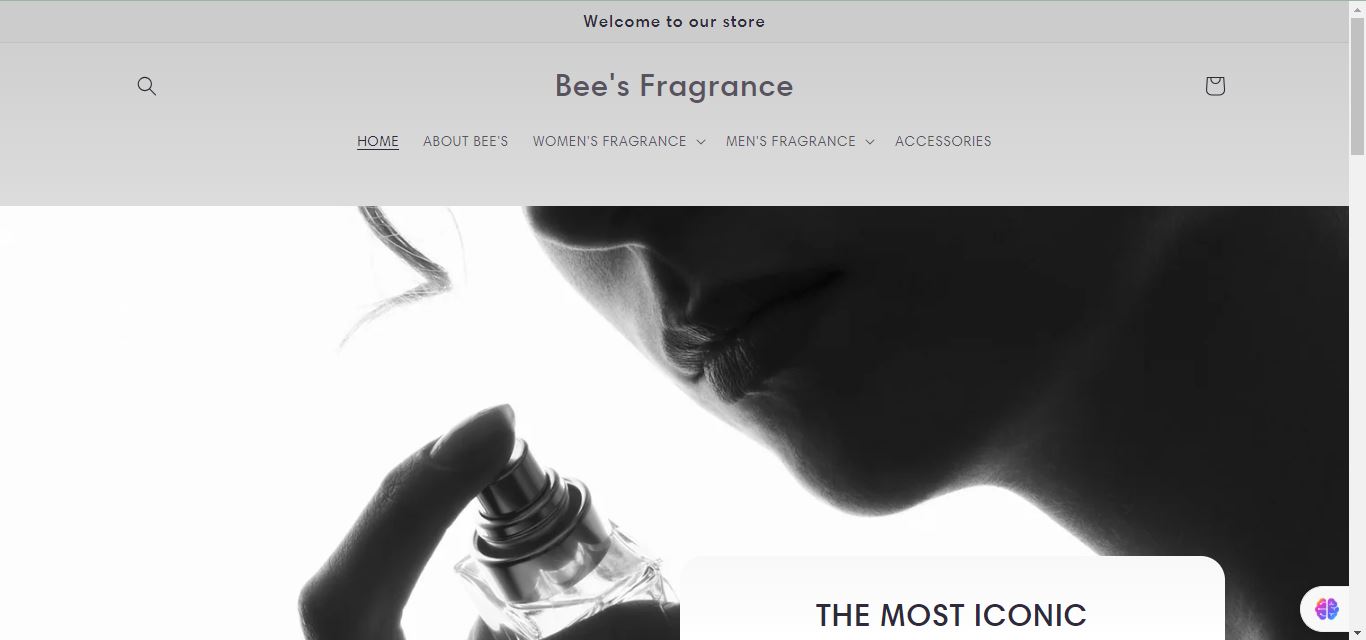 Welcome to our store
Bee's Fragrance
HOME ABOUT BEE'S WOMEN'S FRAGRANCE MEN'S FRAGRANCE ACCESSORIES
THE MOST ICONIC